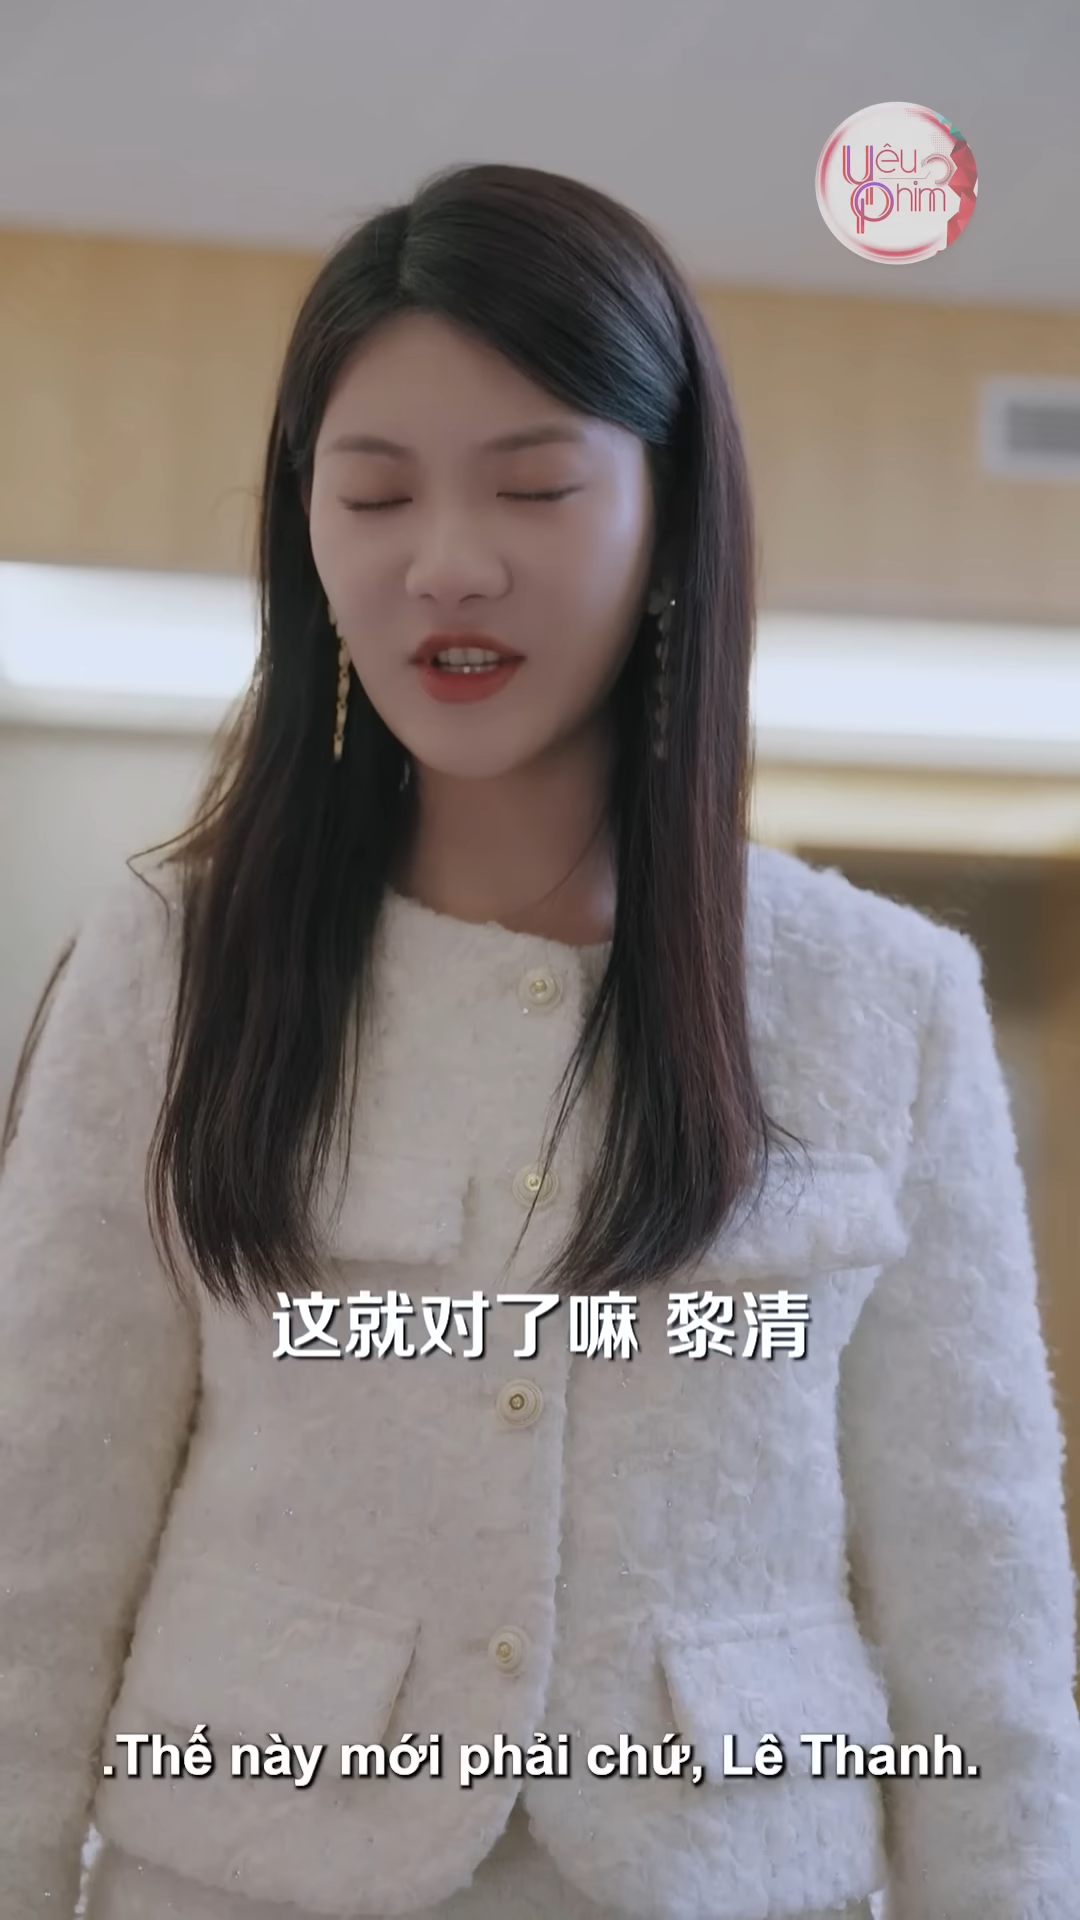 Yêu
Phim
这就对了嘛 黎清
.Thế này mới phải chứ, Lê Thanh.